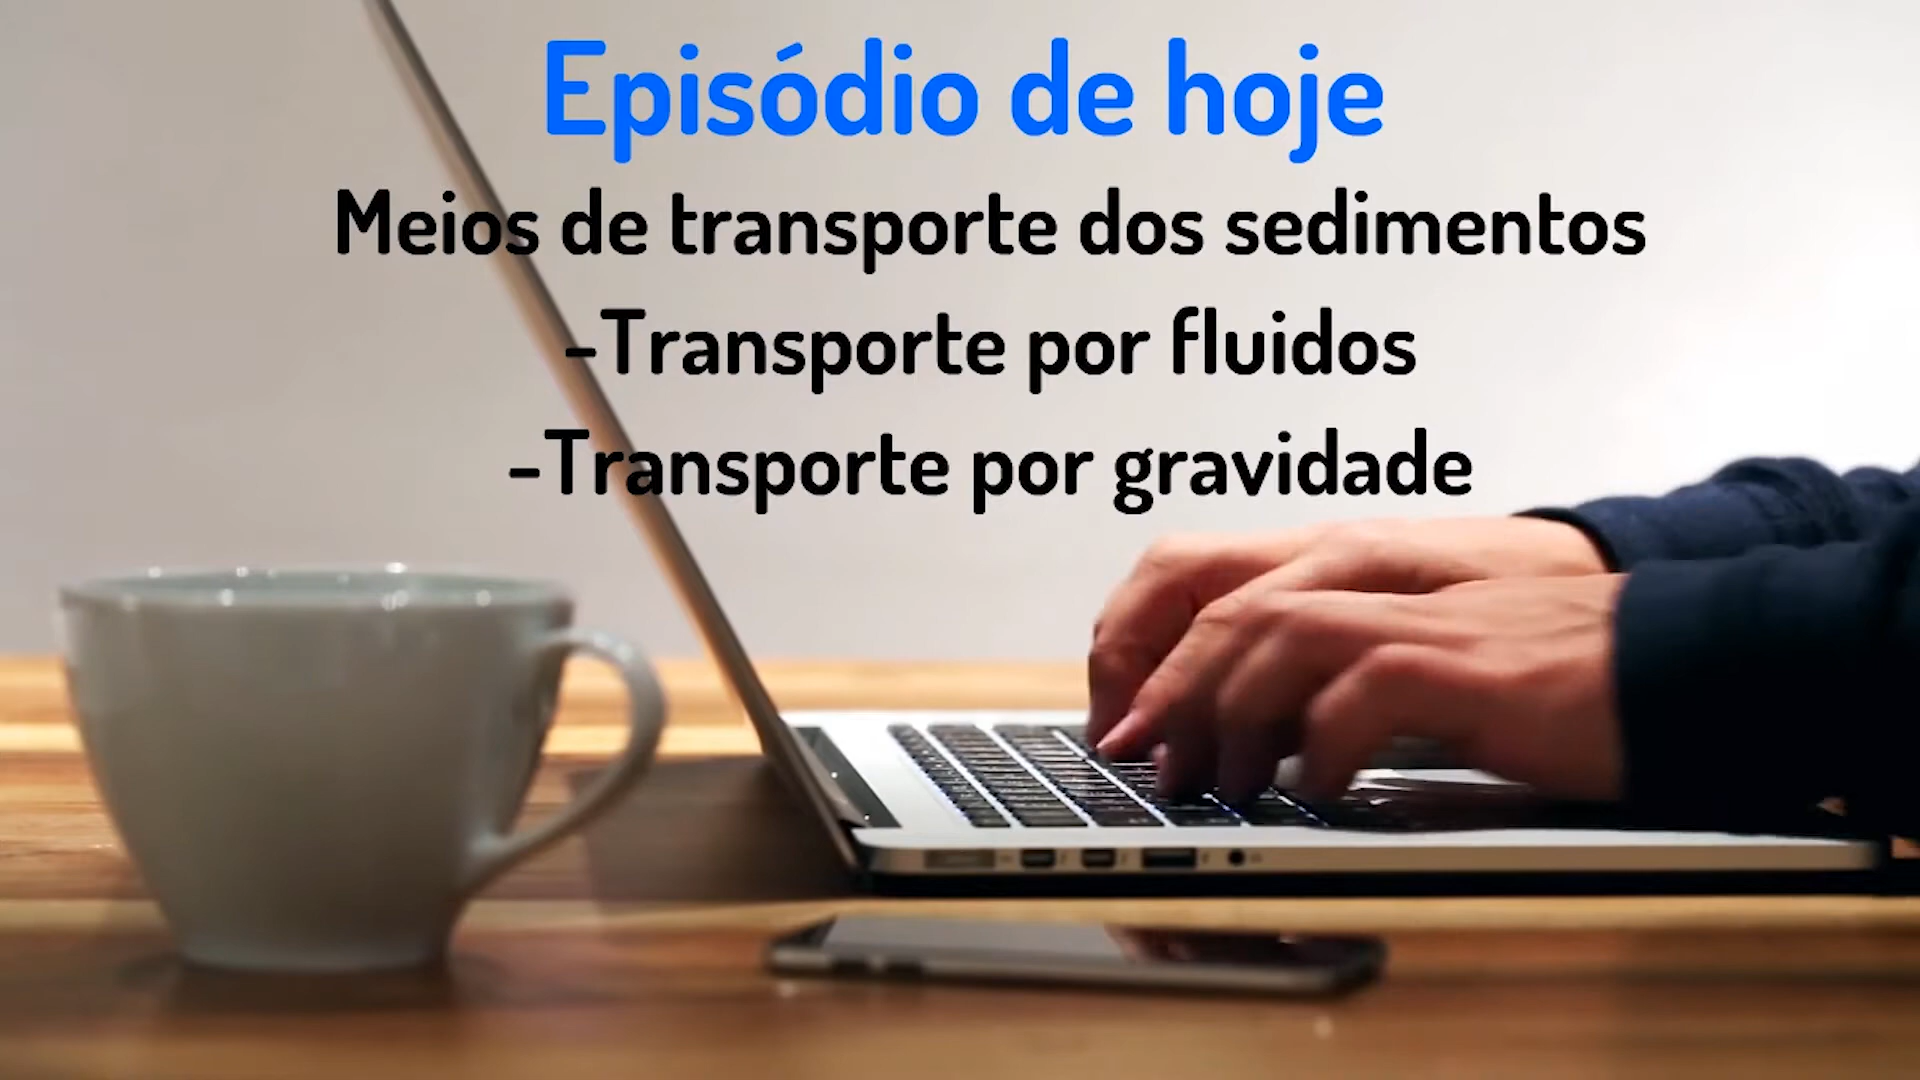 Episódio de hoje
Meios de transporte dos sedimentos
-Transporte por fluidos
-Transporte por gravidade